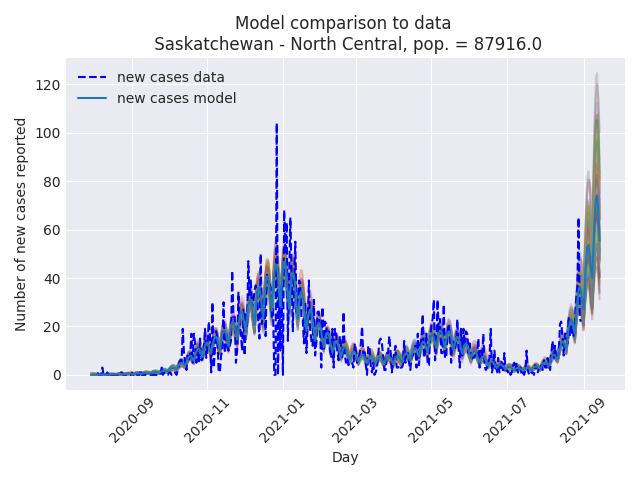 Model comparison to data
Saskatchewan - North Central, pop. = 87916.0
new cases data
new cases model
Number of new cases reported
120
100
80
60
40
20
0
2020-09
2020-11
2021-01
2021-03
2021-05
2021-07
2021-09
Day